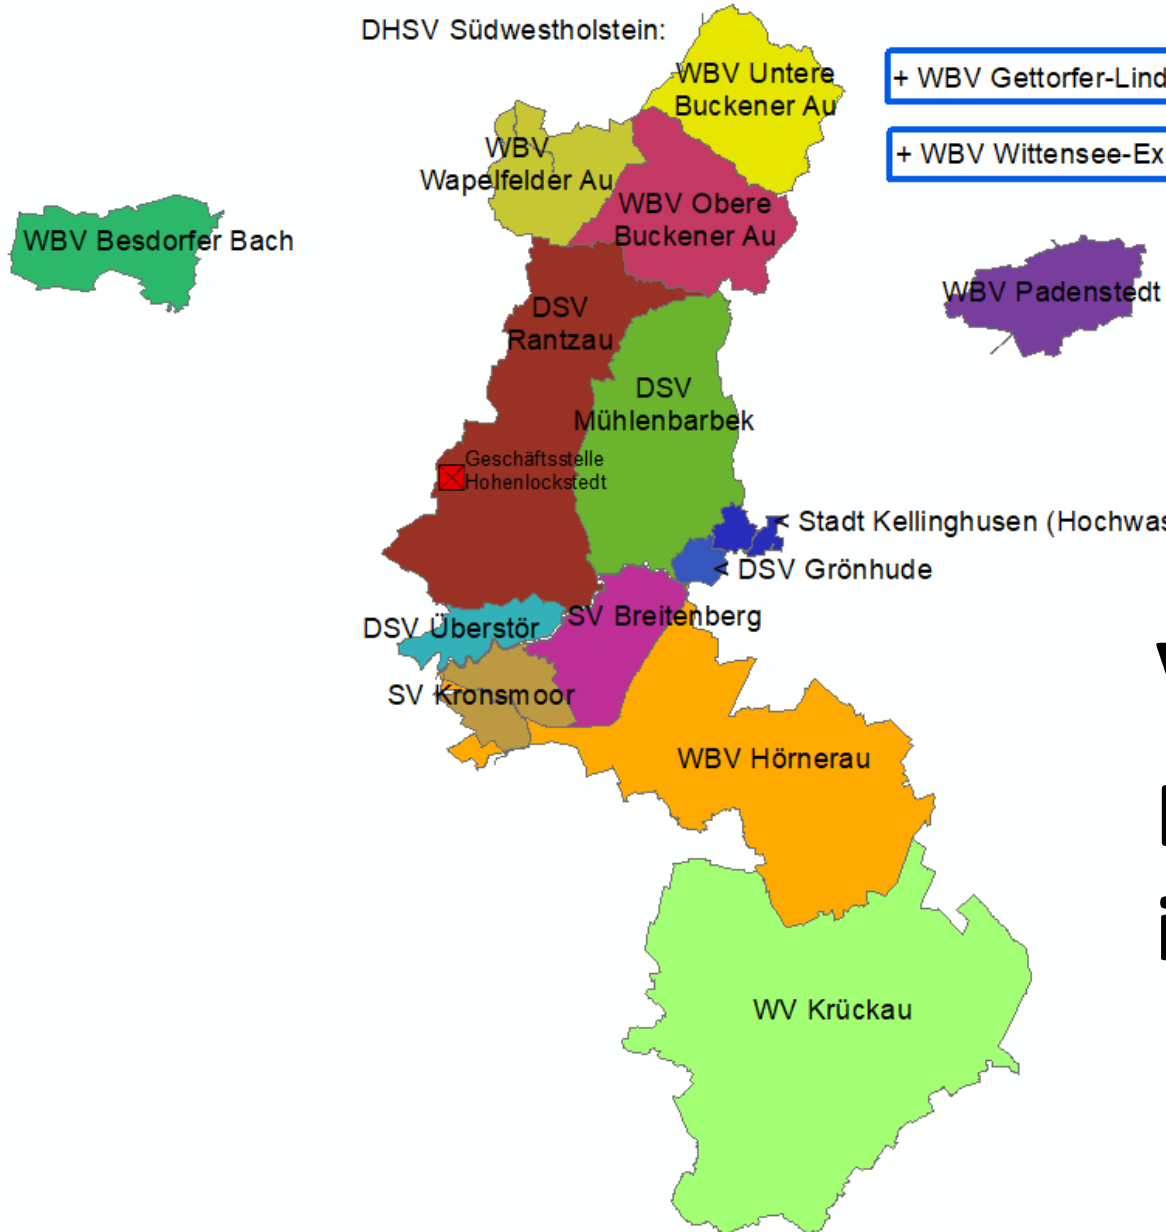 DHSV Südwestholstein:
WBV Untere
Buckener Au
+ WBV Gettorfer-Lind
+ WBV Wittensee-Ex
WBV
Wapelfelder Au
WBV Obere
Buckener Au
WBV Besdorfer Bach
WBV Padenstedt
DSV
Rantzau
DSV
Mühlenbarbek
Geschäftsstelle
Hohenlockstedt
< Stadt Kellinghusen (Hochwas
< DSV Grönhude
SV Breitenberg
DSV Überstör
SV Kronsmoor
WBV Hörnerau
WV Krückau